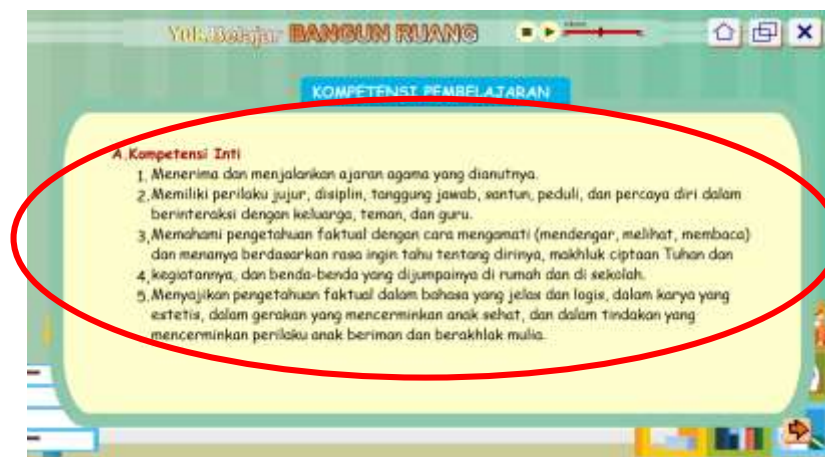 Yuk Belajar BANGUN RUANG
KOMPETENSI PEMBELAJARAN
A.Kompetensi Inti
1. Menerima dan menjalankan ajaran agama yang dianutnya.
2. Memiliki perilaku jujur, disiplin, tanggung jawab, santun, peduli, dan percaya diri dalam
berinteraksi dengan keluarga, teman, dan guru.
3. Memahami pengetahuan faktual dengan cara mengamati (mendengar, melihat, membaca)
dan menanya berdasarkan rasa ingin tahu tentang dirinya, makhluk ciptaan Tuhan dan
4. kegiatannya, dan benda-benda yang dijumpainya di rumah dan di sekolah.
5. Menyajikan pengetahuan faktual dalam bahasa yang jelas dan logis, dalam karya yang
estetis, dalam gerakan yang mencerminkan anak sehat, dan dalam tindakan yang
mencerminkan perilaku anak beriman dan berakhlak mulia.